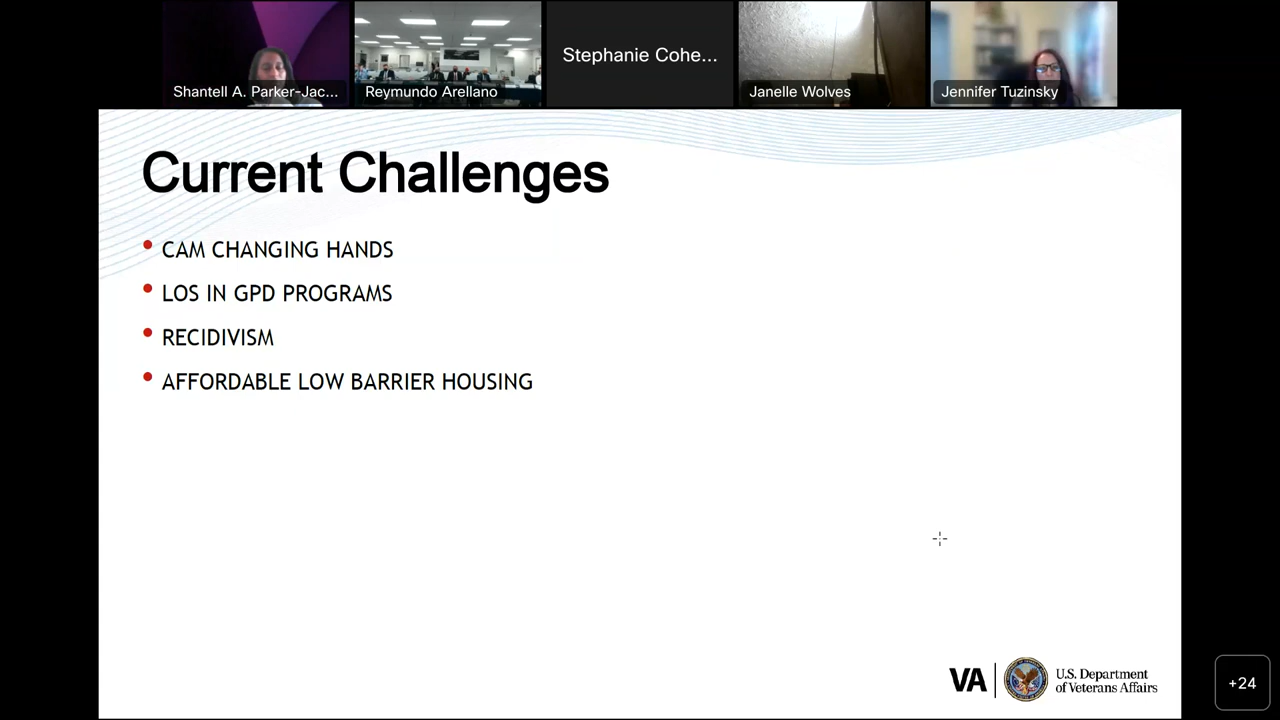 Shantell A. Parker-Jac...
Reymundo Arellano
Stephanie Cohe...
Janelle Wolves
Jennifer Tuzinsky
Current Challenges
CAM CHANGING HANDS
LOS IN GPD PROGRAMS
RECIDIVISM
AFFORDABLE LOW BARRIER HOUSING
VA
U.S. Department
of Veterans Affairs
+24